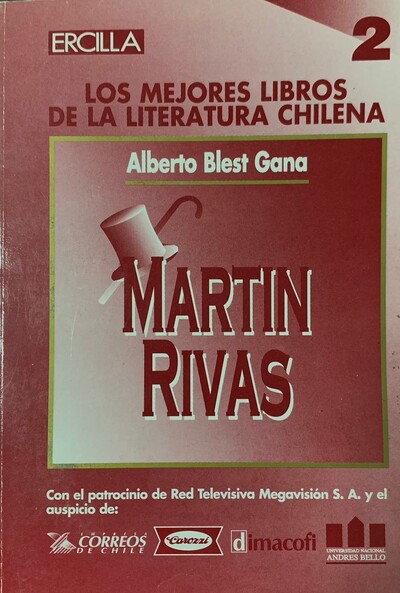 ERCILLA
2
LOS MEJORES LIBROS
DE LA LITERATURA CHILENA
Alberto Blest Gana
MARTIN
RIVAS
Con el patrocinio de Red Televisiva Megavisión S. A. y el
auspicio de:
CORREOS
DE CHILE
Carozzi
dimacofi
UNIVERSIDAD NACIONAL
ANDRES BELLO